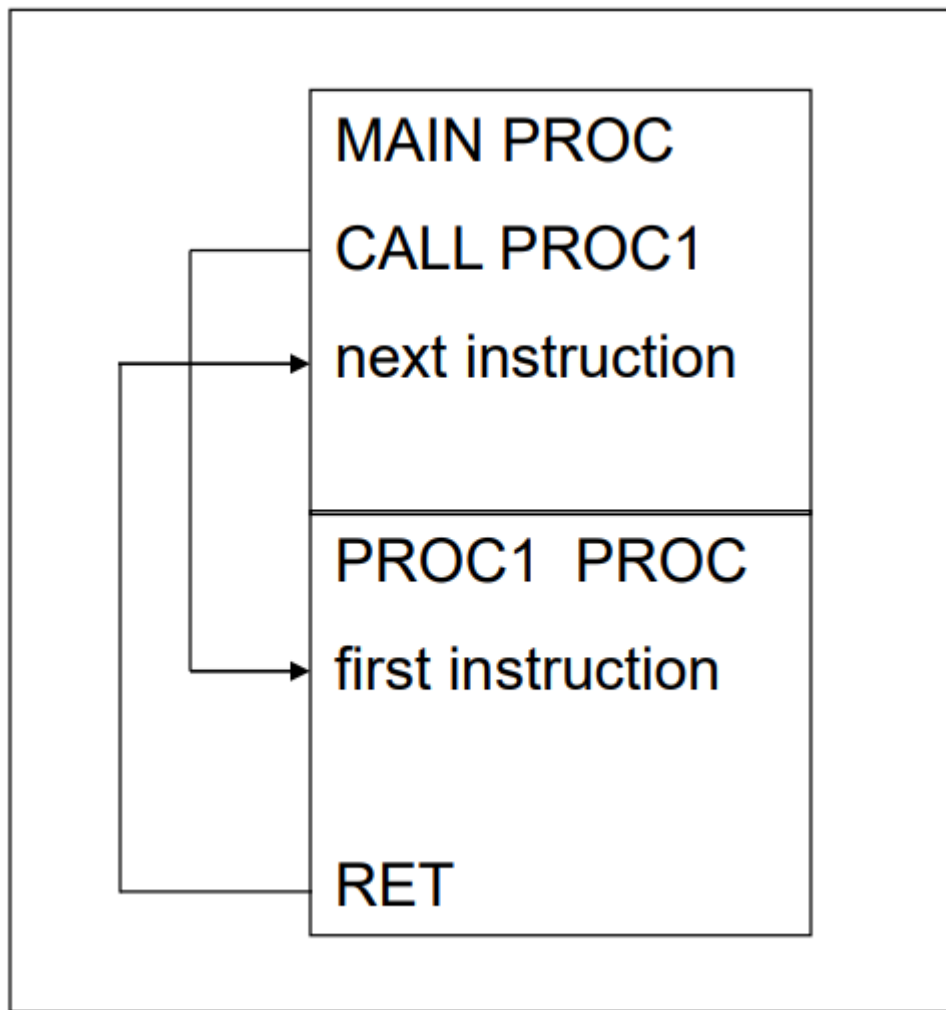 MAIN PROC
CALL PROC1
next instruction
PROC1 PROC
first instruction
RET